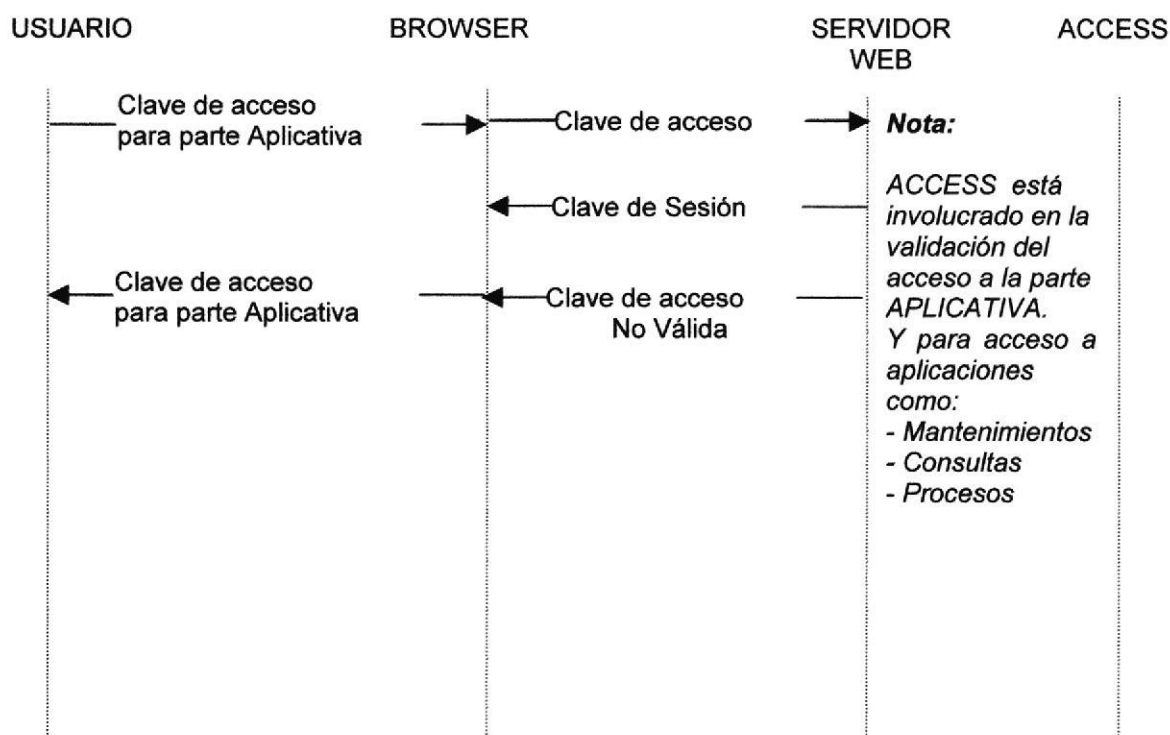 USUARIO
BROWSER
SERVIDOR
WEB
ACCESS
Clave de acceso
para parte Aplicativa
Clave de acceso
Nota:
Clave de Sesión
Clave de acceso
para parte Aplicativa
Clave de acceso
No Válida
ACCESS está
involucrado en la
validación del
acceso a la parte
APLICATIVA.
Y para acceso a
aplicaciones
como:
- Mantenimientos
- Consultas
- Procesos